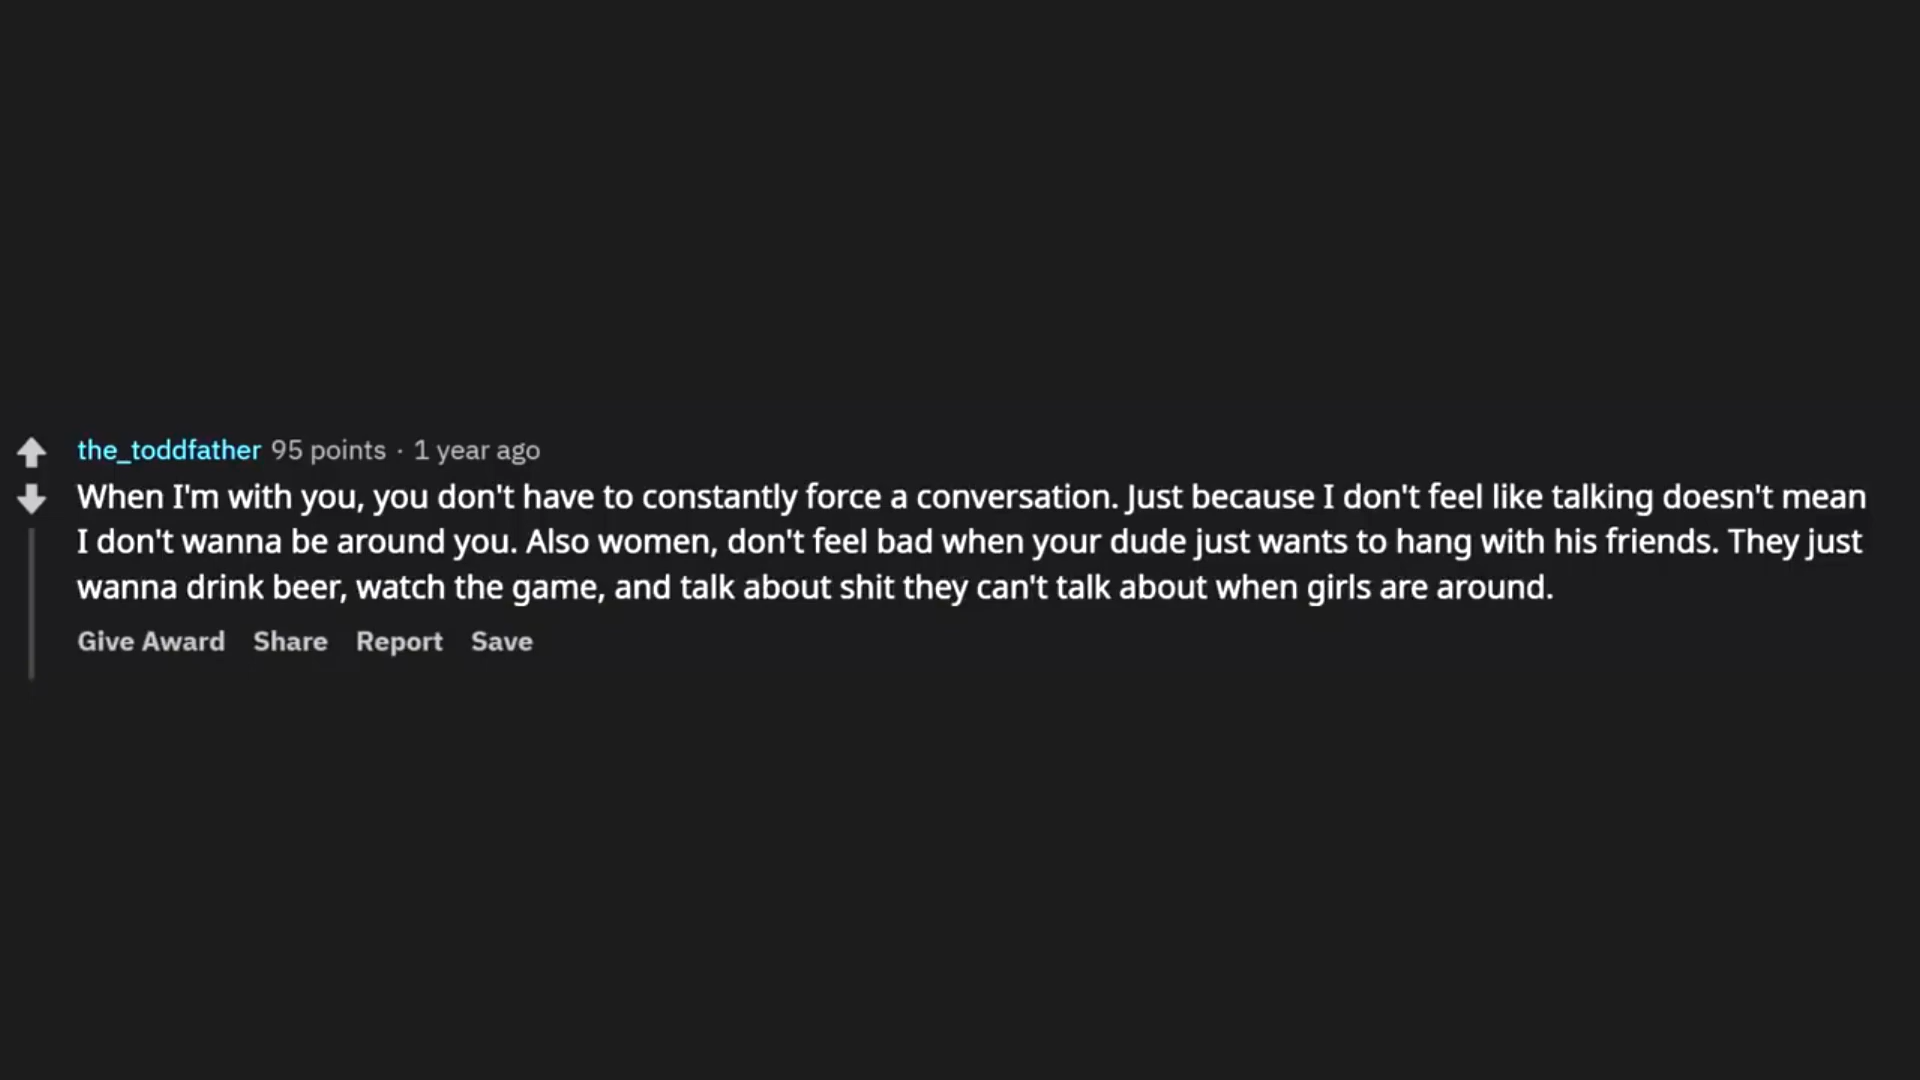 the_toddfather 95 points · 1 year ago
When I'm with you, you don't have to constantly force a conversation. Just because I don't feel like talking doesn't mean
I don't wanna be around you. Also women, don't feel bad when your dude just wants to hang with his friends. They just
wanna drink beer, watch the game, and talk about shit they can't talk about when girls are around.
Give Award Share Report Save